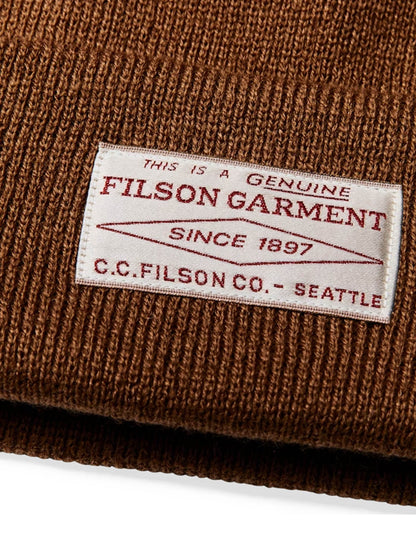 THIS IS A GENUINE
FILSON GARMENT
SINCE 1897
C.C.FILSON CO.- SEATTLE